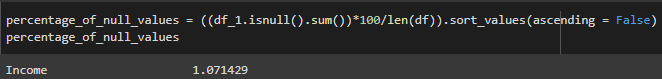 percentage_of_null_values = ((df_1.isnull().sum())*100/len(df)).sort_values(ascending = False)
percentage_of_null_values
Income 1.071429